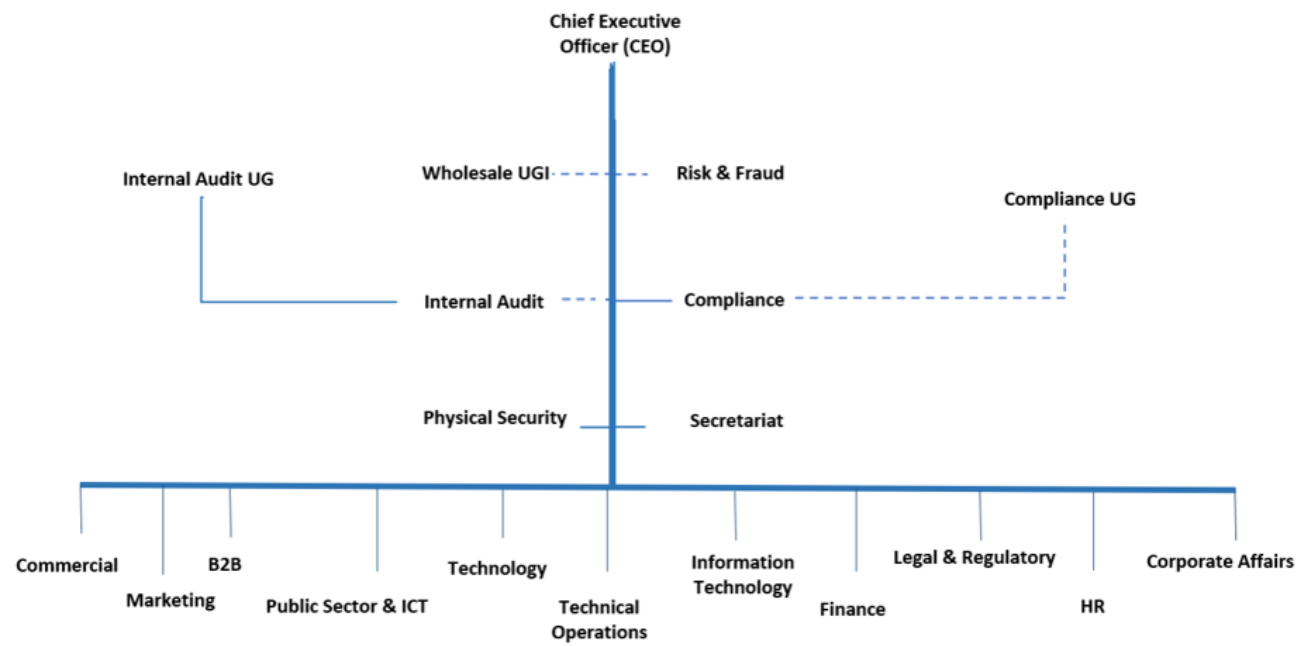 Chief Executive
Officer (CEO)
Wholesale UGI
Risk & Fraud
Internal Audit UG
Compliance UG
Internal Audit
Compliance
Physical Security
Secretariat
Commercial
Marketing
B2B
Public Sector & ICT
Technology
Technical
Operations
Information
Technology
Finance
Legal & Regulatory
HR
Corporate Affairs